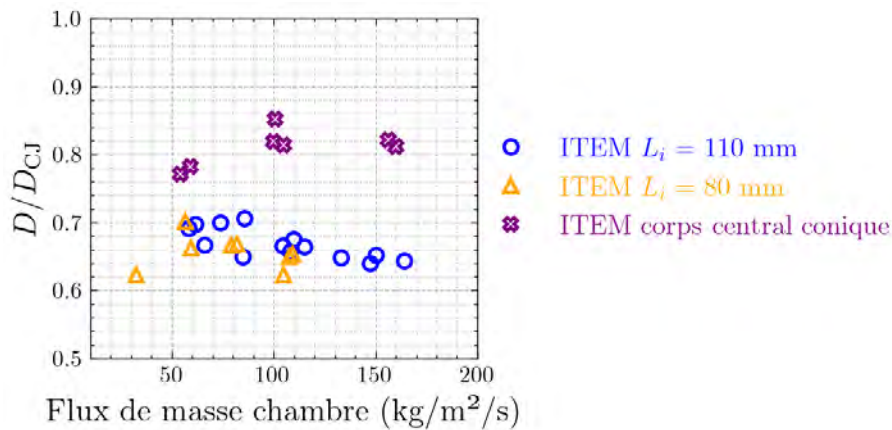 1.0
0.9
0.8
0.7
0.6
0.5
D/D_CJ
50 100 150 200
Flux de masse chambre (kg/m²/s)
ITEM L_i = 110 mm
ITEM L_i = 80 mm
ITEM corps central conique